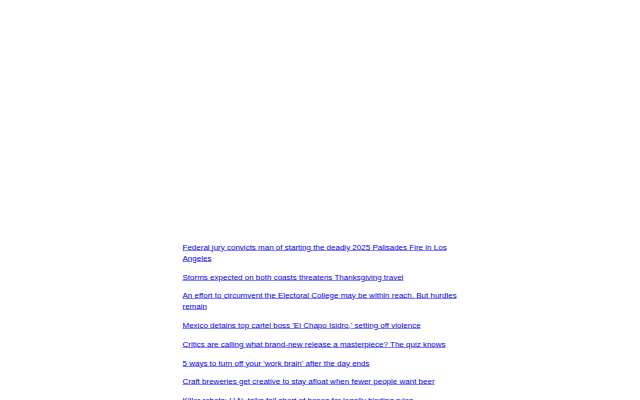 Federal jury convicts man of starting the deadly 2025 Palisades Fire in Los
Angeles
Storms expected on both coasts threatens Thanksgiving travel
An effort to circumvent the Electoral College may be within reach. But hurdles
remain
Mexico detains top cartel boss 'El Chapo Isidro,' setting off violence
Critics are calling what brand-new release a masterpiece? The quiz knows
5 ways to turn off your 'work brain' after the day ends
Craft breweries get creative to stay afloat when fewer people want beer